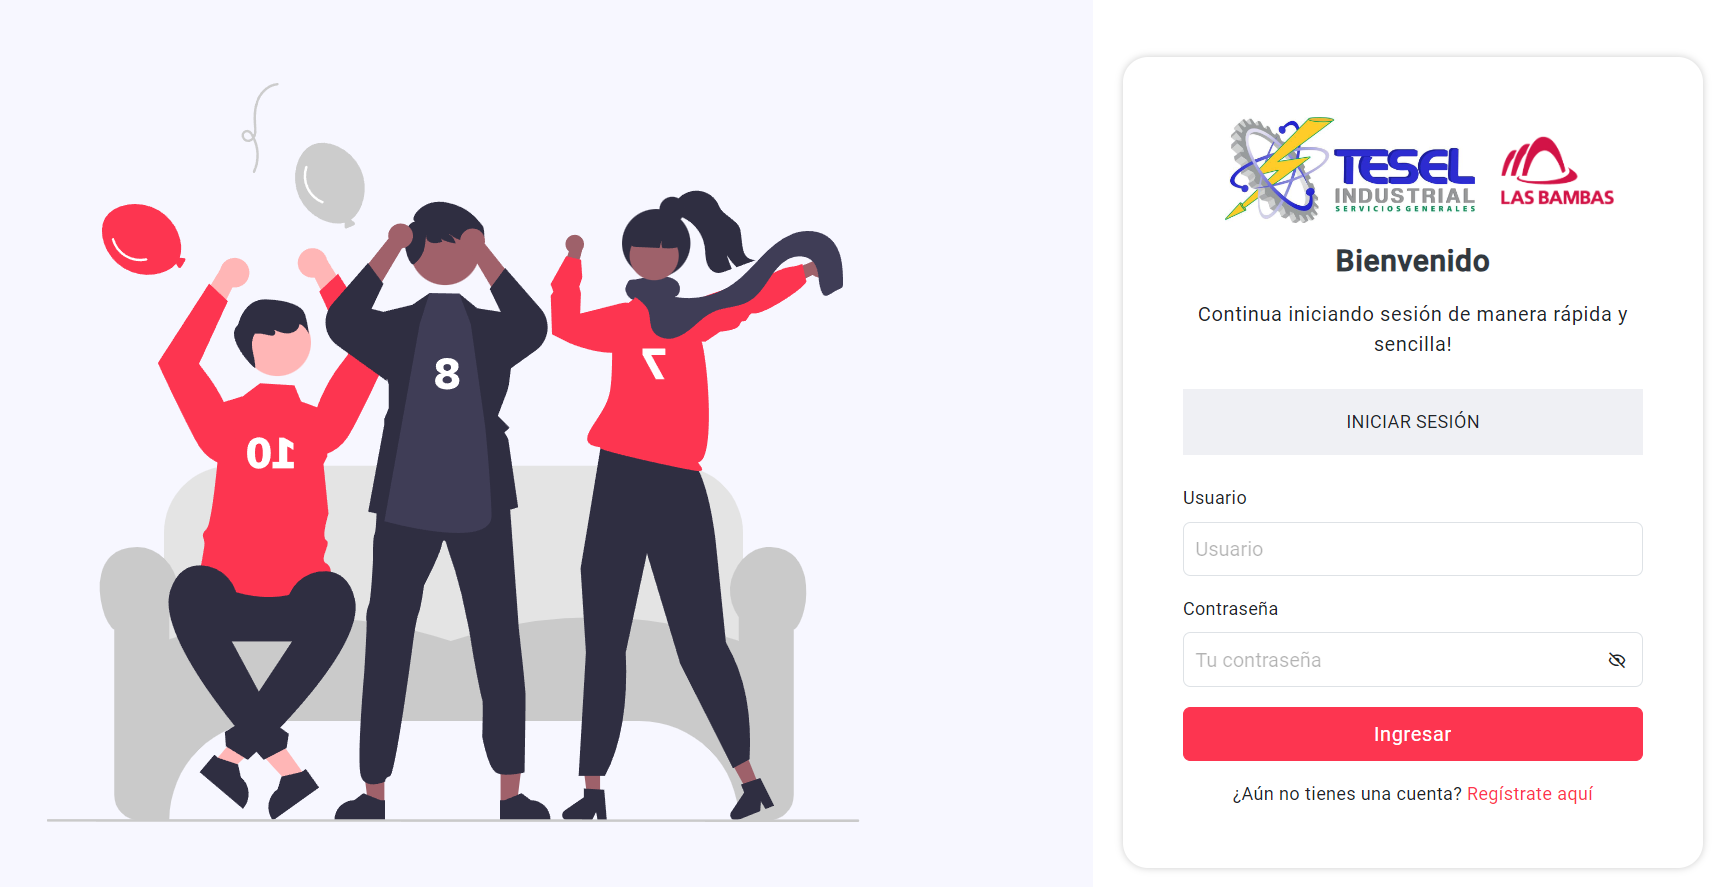 10
8
7
TESEL
INDUSTRIAL
SERVICIOS GENERALES
LAS BAMBAS
Bienvenido
Continua iniciando sesión de manera rápida y
sencilla!
INICIAR SESIÓN
Usuario
Usuario
Contraseña
Tu contraseña
Ingresar
¿Aún no tienes una cuenta? Regístrate aquí